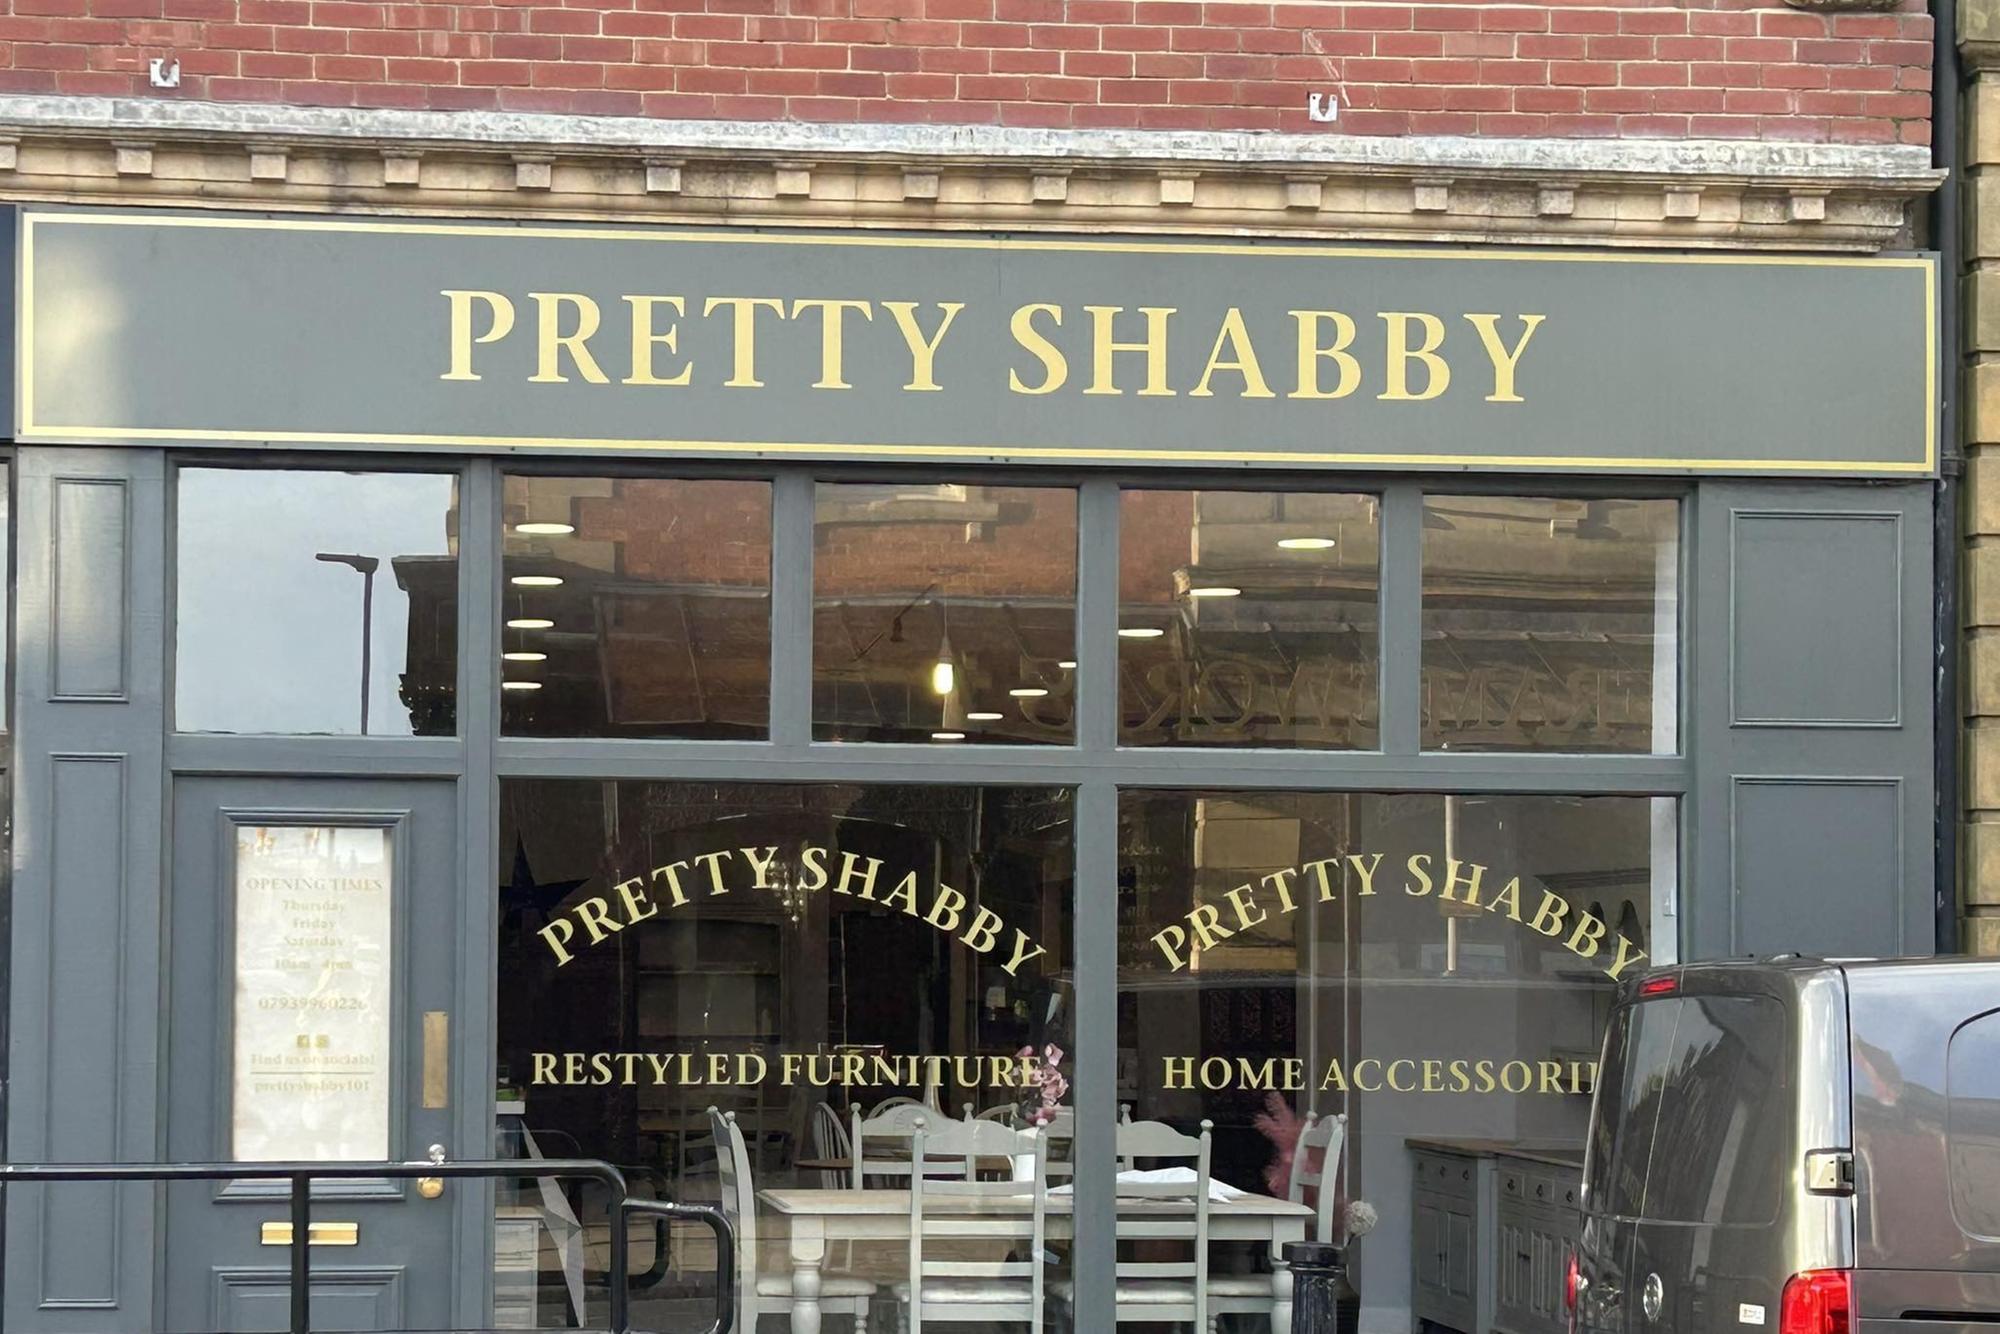 PRETTY SHABBY
OPENING TIMES
Thursday
Friday
Saturday
10am - 4pm
07939960226
Find us on socials!
prettyshabby101
PRETTY SHABBY
RESTYLED FURNITURE
PRETTY SHABBY
HOME ACCESSORI